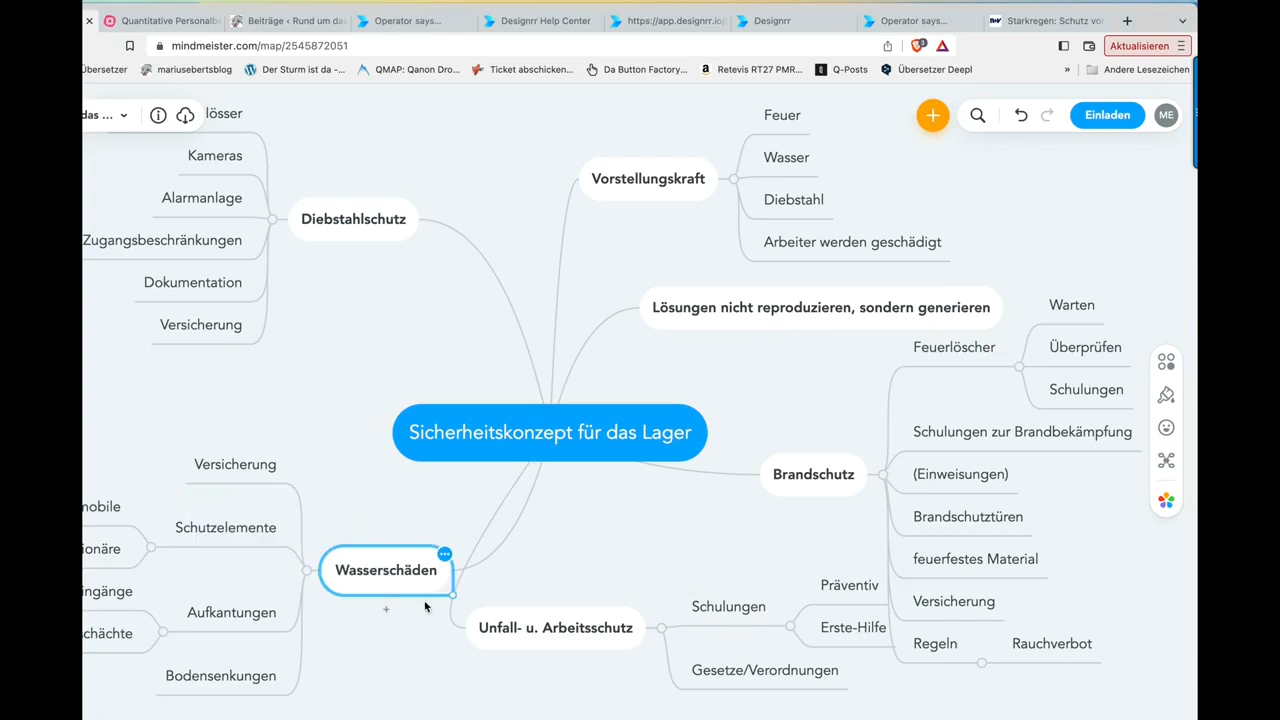 Quantitative Personalbe
Beiträge ‹ Rund um das
Operator says...
Designrr Help Center
https://app.designrr.io/
Designrr
Operator says...
Starkregen: Schutz vor
mindmeister.com/map/2545872051
Aktualisieren
Übersetzer
mariusebertsblog
Der Sturm ist da -...
QMAP: Qanon Dro...
Ticket abschicken...
Da Button Factory...
Retevis RT27 PMR...
Q-Posts
Übersetzer Deepl
»
Andere Lesezeichen
das ...
Einladen
ME
lösser
Kameras
Alarmanlage
Zugangsbeschränkungen
Dokumentation
Versicherung
Diebstahlschutz
Vorstellungskraft
Feuer
Wasser
Diebstahl
Arbeiter werden geschädigt
Lösungen nicht reproduzieren, sondern generieren
Sicherheitskonzept für das Lager
Brandschutz
Feuerlöscher
Warten
Überprüfen
Schulungen
Schulungen zur Brandbekämpfung
(Einweisungen)
Brandschutztüren
feuerfestes Material
Versicherung
Regeln
Rauchverbot
Wasserschäden
Versicherung
Schutzelemente
mobile
onäre
Aufkantungen
ingänge
schächte
Bodensenkungen
Unfall- u. Arbeitsschutz
Schulungen
Präventiv
Erste-Hilfe
Gesetze/Verordnungen